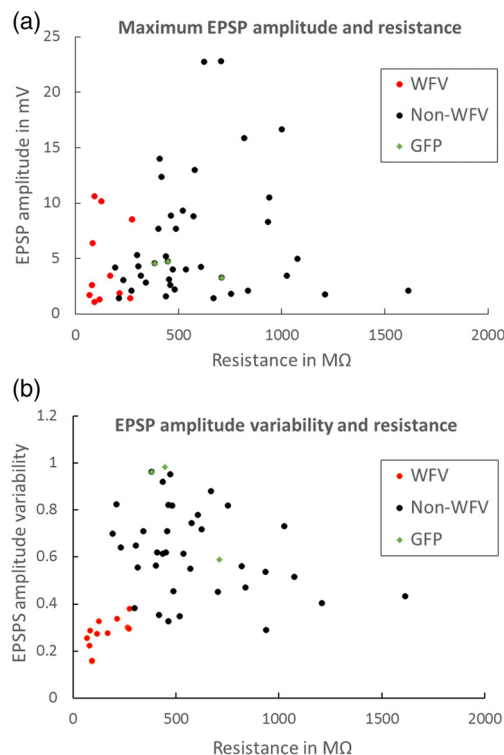 (a)
Maximum EPSP amplitude and resistance
EPSP amplitude in mV
25
20
15
10
5
0
WFV
Non-WFV
GFP
0 500 1000 1500 2000
Resistance in MΩ
(b)
EPSP amplitude variability and resistance
EPSPS amplitude variability
1.2
1
0.8
0.6
0.4
0.2
0
WFV
Non-WFV
GFP
0 500 1000 1500 2000
Resistance in MΩ